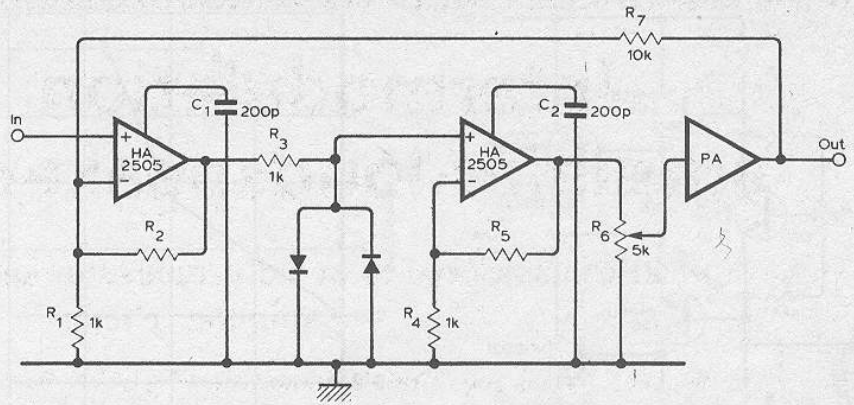 R7
10k
In
C1
200p
C2
200p
+
HA
2505
−
R3
1k
+
HA
2505
−
PA
Out
R2
R5
R6
5k
R1
1k
R4
1k